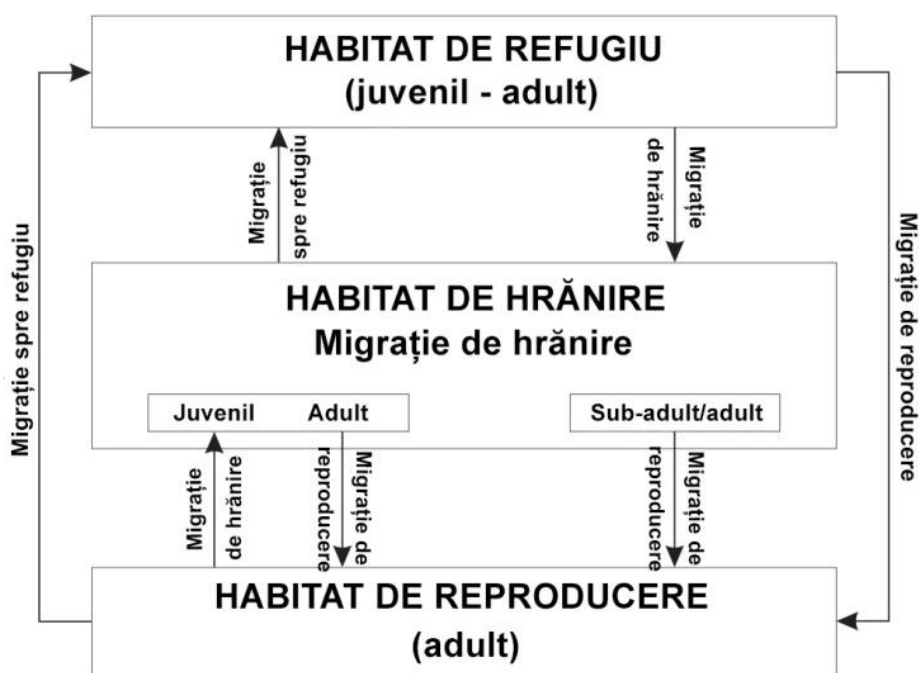 HABITAT DE REFUGIU
(juvenil - adult)
Migrație
spre refugiu
Migrație
de hrănire
Migrație spre refugiu
Migrație de reproducere
HABITAT DE HRĂNIRE
Migrație de hrănire
Juvenil Adult
Sub-adult/adult
Migrație
de hrănire
Migrație de
reproducere
Migrație de
reproducere
HABITAT DE REPRODUCERE
(adult)